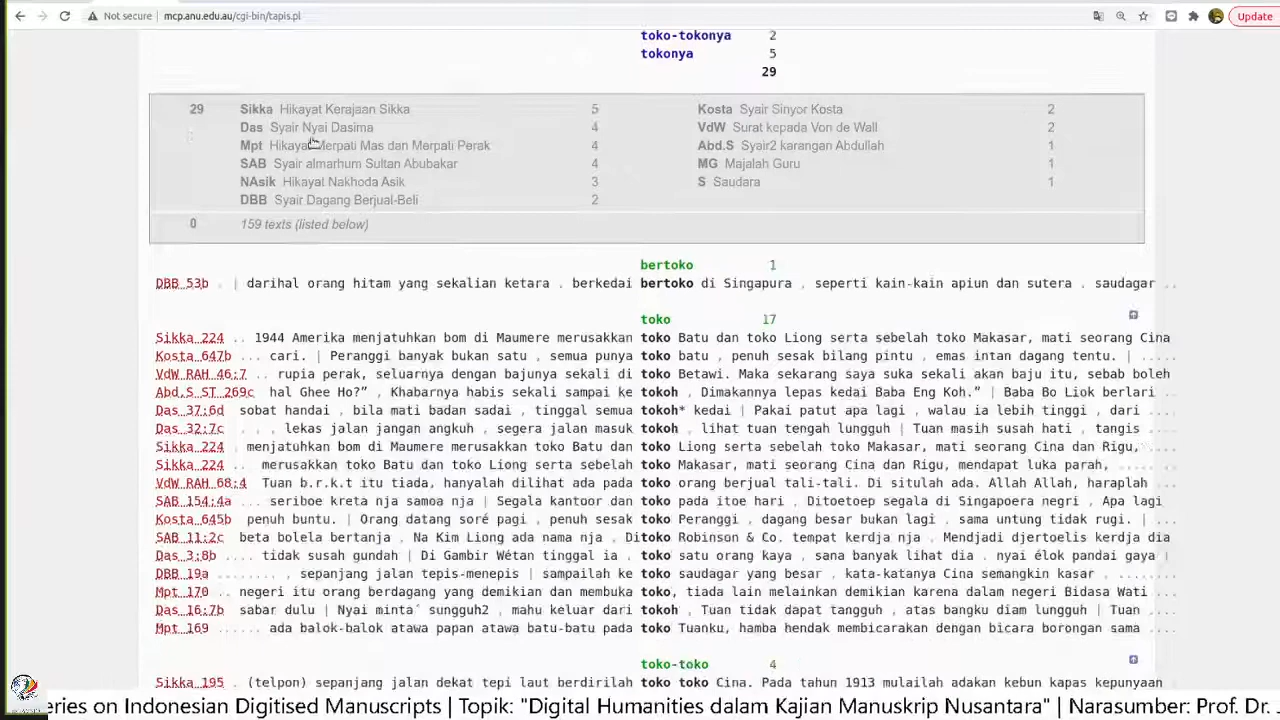 Not secure | mcp.anu.edu.au/cgi-bin/tapis.pl Update
toko-tokonya 2
tokonya 5
29
29 Sikka Hikayat Kerajaan Sikka 5 Kosta Syair Sinyor Kosta 2
Das Syair Nyai Dasima 4 VdW Surat kepada Von de Wall 2
Mpt Hikayat Merpati Mas dan Merpati Perak 4 Abd.S Syair2 karangan Abdullah 1
SAB Syair almarhum Sultan Abubakar 4 MG Majalah Guru 1
NAsik Hikayat Nakhoda Asik 3 S Saudara 1
DBB Syair Dagang Berjual-Beli 2
0 159 texts (listed below)
bertoko 1
DBB 53b . | darihal orang hitam yang sekalian ketara . berkedai bertoko di Singapura , seperti kain-kain apiun dan sutera . saudagar ..
toko 17
Sikka 224 .. 1944 Amerika menjatuhkan bom di Maumere merusakkan toko Batu dan toko Liong serta sebelah toko Makasar, mati seorang Cina
Kosta 647b ... cari. | Peranggi banyak bukan satu , semua punya toko batu , penuh sesak bilang pintu , emas intan dagang tentu. | .....
VdW RAH 46:7 .. rupia perak, seluarnya dengan bajunya sekali di toko Betawi. Maka sekarang saya suka sekali akan baju itu, sebab boleh
Abd.S ST 269c hal Ghee Ho?” , Khabarnya habis sekali sampai ke tokoh , Dimakannya lepas kedai Baba Eng Koh.” | Baba Bo Liok berlari ....
Das 37:6d sobat handai , bila mati badan sadai , tinggal semua tokoh* kedai | Pakai patut apa lagi , walau ia lebih tinggi , dari ....
Das 32:7c . , , lekas jalan jangan angkuh , segera jalan masuk tokoh , lihat tuan tengah lungguh | Tuan masih susah hati , tangis ....
Sikka 224 . menjatuhkan bom di Maumere merusakkan toko Batu dan toko Liong serta sebelah toko Makasar, mati seorang Cina dan Rigu, ....
Sikka 224 .. merusakkan toko Batu dan toko Liong serta sebelah toko Makasar, mati seorang Cina dan Rigu, mendapat luka parah, ........
VdW RAH 68:4 Tuan b.r.k.t itu tiada, hanyalah dilihat ada pada toko orang berjual tali-tali. Di situlah ada. Allah Allah, haraplah ....
SAB 154:4a seriboe kreta nja samoa nja | Segala kantoor dan toko pada itoe hari , Ditoetoep segala di Singapoera negri , Apa lagi
Kosta 645b penuh buntu. | Orang datang soré pagi , penuh sesak toko Peranggi , dagang besar bukan lagi , sama untung tidak rugi. | ....
SAB 11:2c beta bolela bertanja , Na Kim Liong ada nama nja , Ditoko Robinson & Co. tempat kerdja nja . Mendjadi djertoelis kerdja dia
Das 3:8b .... tidak susah gundah | Di Gambir Wétan tinggal ia . toko satu orang kaya , sana banyak lihat dia . nyai élok pandai gaya |
DBB 19a ........ , sepanjang jalan tepis-menepis | sampailah ke toko saudagar yang besar , kata-katanya Cina semangkin kasar , ........
Mpt 170 .. negeri itu orang berdagang yang demikian dan membuka toko, tiada lain melainkan demikian karena dalam negeri Bidasa Wati ....
Das 16:7b sabar dulu | Nyai minta´ sungguh2 , mahu keluar dari tokoh , Tuan tidak dapat tangguh , atas bangku diam lungguh | Tuan ....
Mpt 169 ...... ada balok-balok atawa papan atawa batu-batu pada toko Tuanku, hamba hendak membicarakan dengan bicara borongan sama ....
toko-toko 4
Sikka 195 . (telpon) sepanjang jalan dekat tepi laut berdirilah toko toko Cina. Pada tahun 1913 mulailah adakan kebun kapas kepunyaan
eries on Indonesian Digitised Manuscripts | Topik: "Digital Humanities dalam Kajian Manuskrip Nusantara" | Narasumber: Prof. Dr.